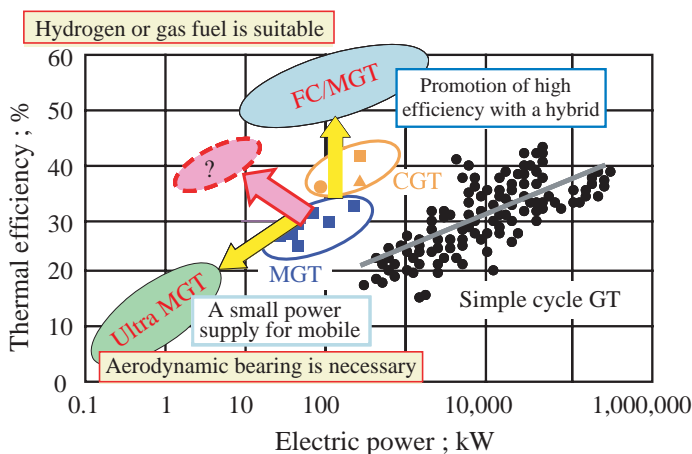 Hydrogen or gas fuel is suitable
Thermal efficiency ; %
60
50
40
30
20
10
0
FC/MGT
Promotion of high
efficiency with a hybrid
?
CGT
MGT
Ultra MGT
A small power
supply for mobile
Simple cycle GT
Aerodynamic bearing is necessary
0.1
1
10
100
10,000
1,000,000
Electric power ; kW